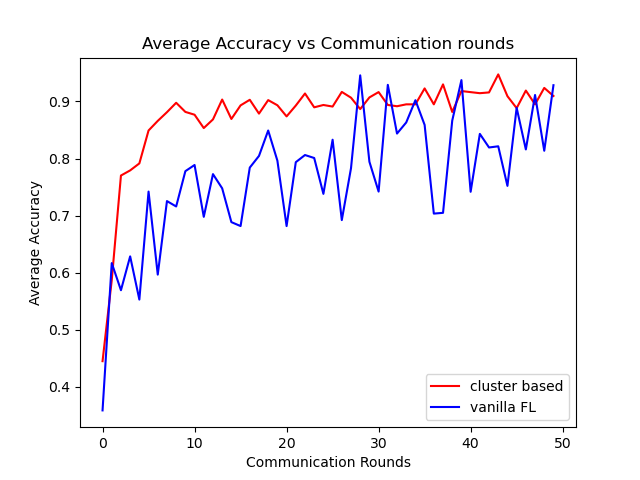 Average Accuracy vs Communication rounds
Average Accuracy
0.9
0.8
0.7
0.6
0.5
0.4
0
10
20
30
40
50
Communication Rounds
cluster based
vanilla FL